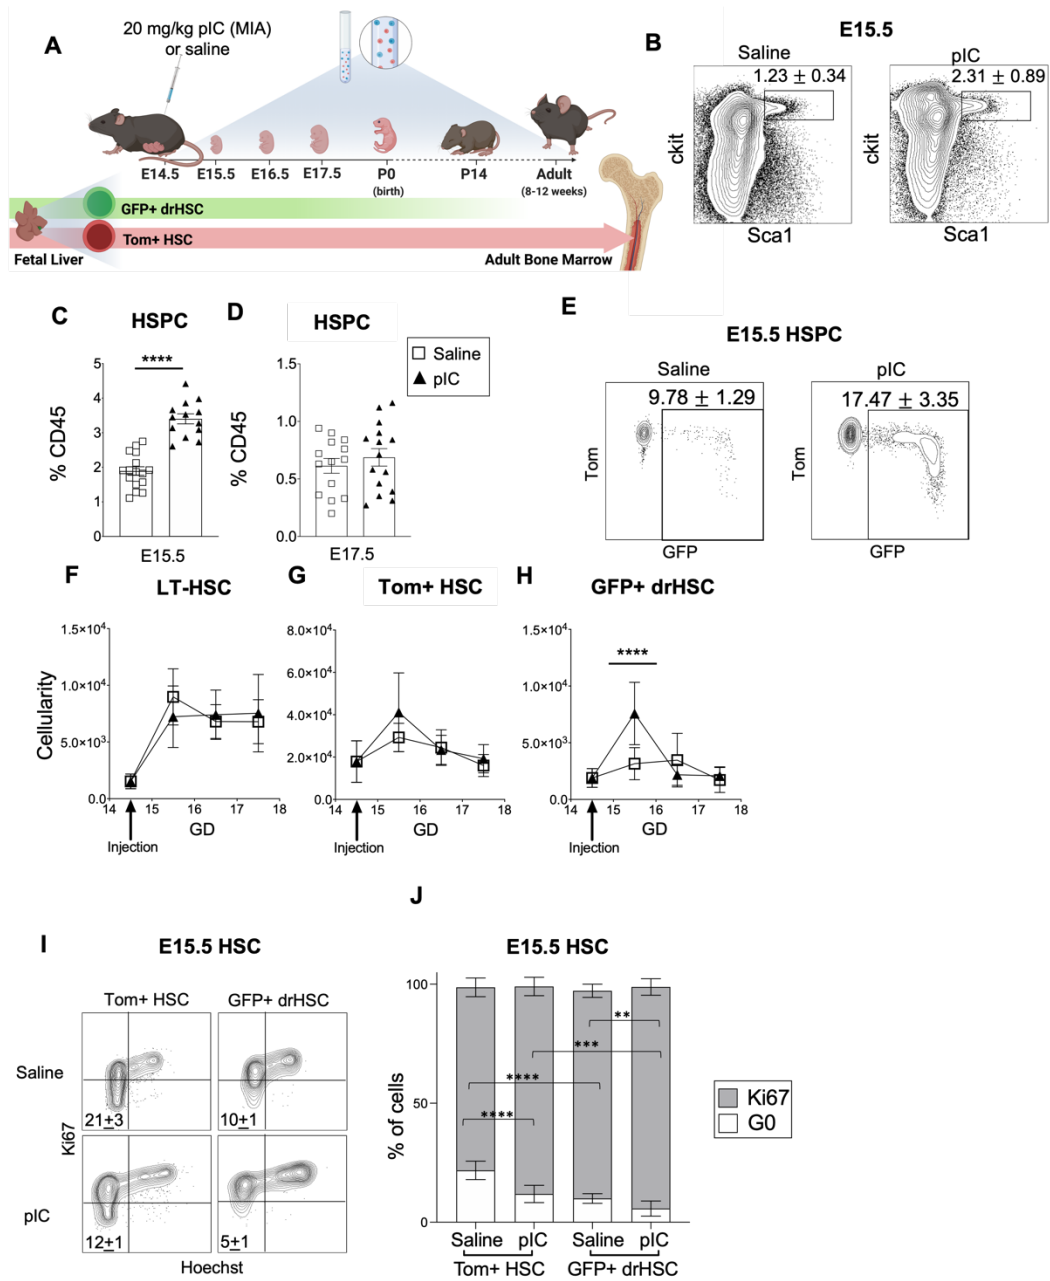 A
20 mg/kg pIC (MIA)
or saline
E14.5 E15.5 E16.5 E17.5 P0 P14 Adult
(birth) (8-12 weeks)
GFP+ drHSC
Tom+ HSC
Fetal Liver Adult Bone Marrow
B
E15.5
Saline pIC
1.23 ± 0.34 2.31 ± 0.89
ckit ckit
Sca1 Sca1
C
HSPC
****
% CD45
5
4
3
2
1
0
E15.5
D
HSPC
% CD45
1.5
1.0
0.5
0.0
E17.5
Saline
pIC
E
E15.5 HSPC
Saline pIC
9.78 ± 1.29 17.47 ± 3.35
Tom Tom
GFP GFP
F
LT-HSC
Cellularity
1.5×10⁴
1.0×10⁴
5.0×10³
0.0
14 15 16 17 18
GD
Injection
G
Tom+ HSC
8.0×10⁴
6.0×10⁴
4.0×10⁴
2.0×10⁴
0.0
14 15 16 17 18
GD
Injection
H
GFP+ drHSC
****
1.5×10⁴
1.0×10⁴
5.0×10³
0.0
14 15 16 17 18
GD
Injection
I
E15.5 HSC
Tom+ HSC GFP+ drHSC
Saline
21±3 10±1
Ki67
pIC
12±1 5±1
Hoechst
J
E15.5 HSC
% of cells
100
50
0
**
***
****
****
Saline pIC Saline pIC
Tom+ HSC GFP+ drHSC
Ki67
G0